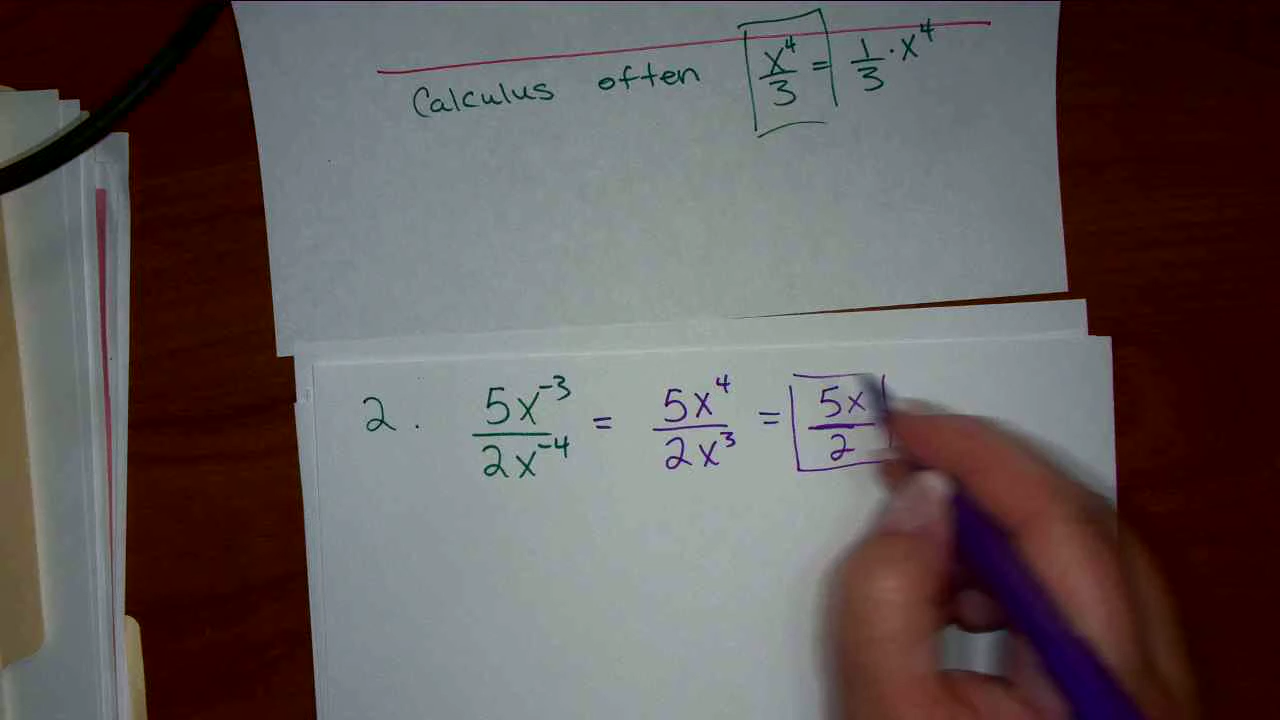 Calculus often x⁴/3 = 1/3 · x⁴
2. 5x⁻³/2x⁻⁴ = 5x⁴/2x³ = 5x/2